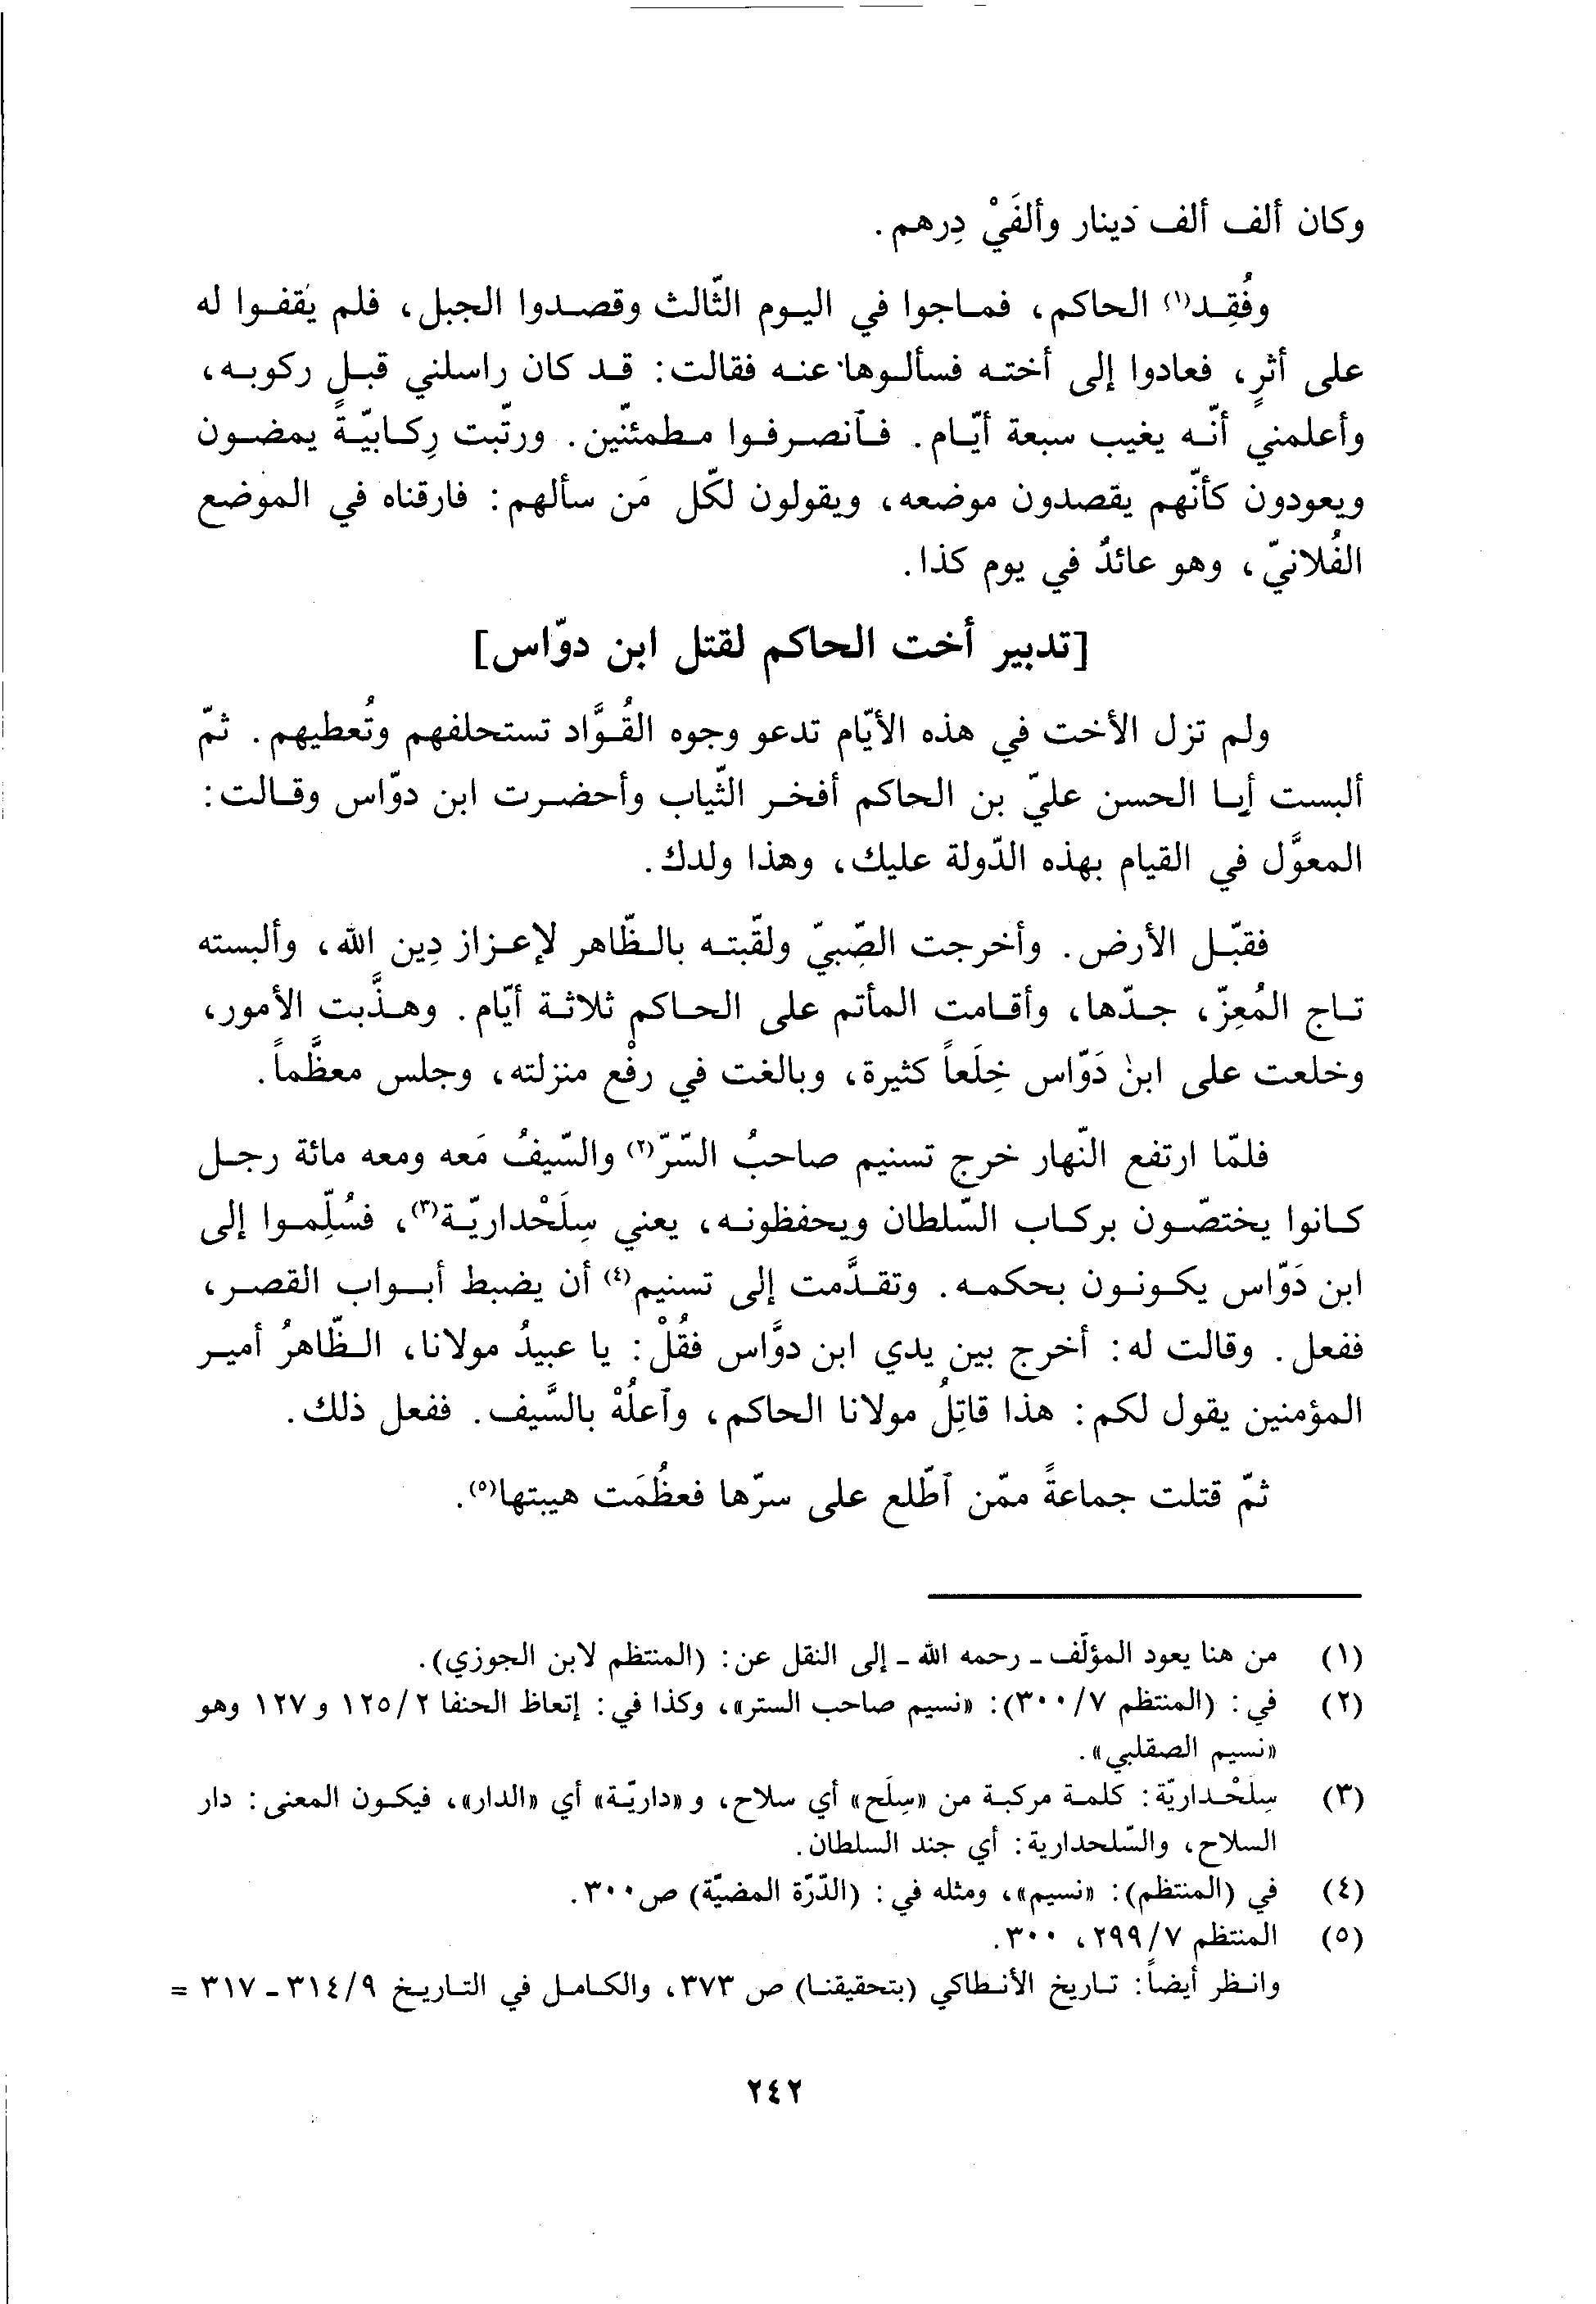 وكان ألف ألف دينار وألفَيْ دِرهم.
وفُقِد(١) الحاكم، فماجوا في اليوم الثّالث وقصدوا الجبل، فلم يقفوا له
على أثرٍ، فعادوا إلى أخته فسألوها عنه فقالت: قد كان راسلني قبل ركوبه،
وأعلمني أنّه يغيب سبعة أيّام. فٱنصرفوا مطمئنّين. ورتّبت رِكابيّةً يمضون
ويعودون كأنّهم يقصدون موضعه، ويقولون لكّل مَن سألهم: فارقناه في الموضع
الفُلانيّ، وهو عائدٌ في يوم كذا.
[تدبير أخت الحاكم لقتل ابن دوّاس]
ولم تزل الأخت في هذه الأيّام تدعو وجوه القُوَّاد تستحلفهم وتُعطيهم. ثمّ
ألبست أبا الحسن عليّ بن الحاكم أفخر الثّياب وأحضرت ابن دوّاس وقالت:
المعوَّل في القيام بهذه الدّولة عليك، وهذا ولدك.
فقبّل الأرض. وأخرجت الصّبيّ ولقّبته بالظّاهر لإعزاز دِين الله، وألبسته
تاج المُعِزّ، جدّها، وأقامت المأتم على الحاكم ثلاثة أيّام. وهذَّبت الأمور،
وخلعت على ابن دَوّاس خِلَعاً كثيرة، وبالغت في رفْع منزلته، وجلس معظَّماً.
فلمّا ارتفع النّهار خرج تسنيم صاحبُ السّرّ(٢) والسّيفُ مَعه ومعه مائة رجل
كانوا يختصّون بركاب السّلطان ويحفظونه، يعني سِلَحْداريّة(٣)، فسُلِّموا إلى
ابن دَوّاس يكونون بحكمه. وتقدَّمت إلى تسنيم(٤) أن يضبط أبواب القصر،
ففعل. وقالت له: أخرج بين يدي ابن دوَّاس فقُلْ: يا عبيدُ مولانا، الظّاهرُ أمير
المؤمنين يقول لكم: هذا قاتِلُ مولانا الحاكم، وٱعلُهْ بالسَّيف. ففعل ذلك.
ثمّ قتلت جماعةً ممّن ٱطّلع على سرّها فعظُمَت هيبتها(٥).
(١) من هنا يعود المؤلّف - رحمه الله - إلى النقل عن: (المنتظم لابن الجوزي).
(٢) في: (المنتظم ٣٠٠/٧): «نسيم صاحب الستر»، وكذا في: إتعاظ الحنفا ١٢٥/٢ و ١٢٧ وهو
«نسيم الصقلبي».
(٣) سِلَحْداريّة: كلمة مركبة من «سِلَح» أي سلاح، و «داريّة» أي «الدار»، فيكون المعنى: دار
السلاح، والسّلحدارية: أي جند السلطان.
(٤) في (المنتظم): «نسيم»، ومثله في: (الدّرّة المضيّة) ص٣٠٠.
(٥) المنتظم ٢٩٩/٧، ٣٠٠.
وانظر أيضاً: تاريخ الأنطاكي (بتحقيقنا) ص ٣٧٣، والكامل في التاريخ ٣١٤/٩ - ٣١٧ =
٢٤٢